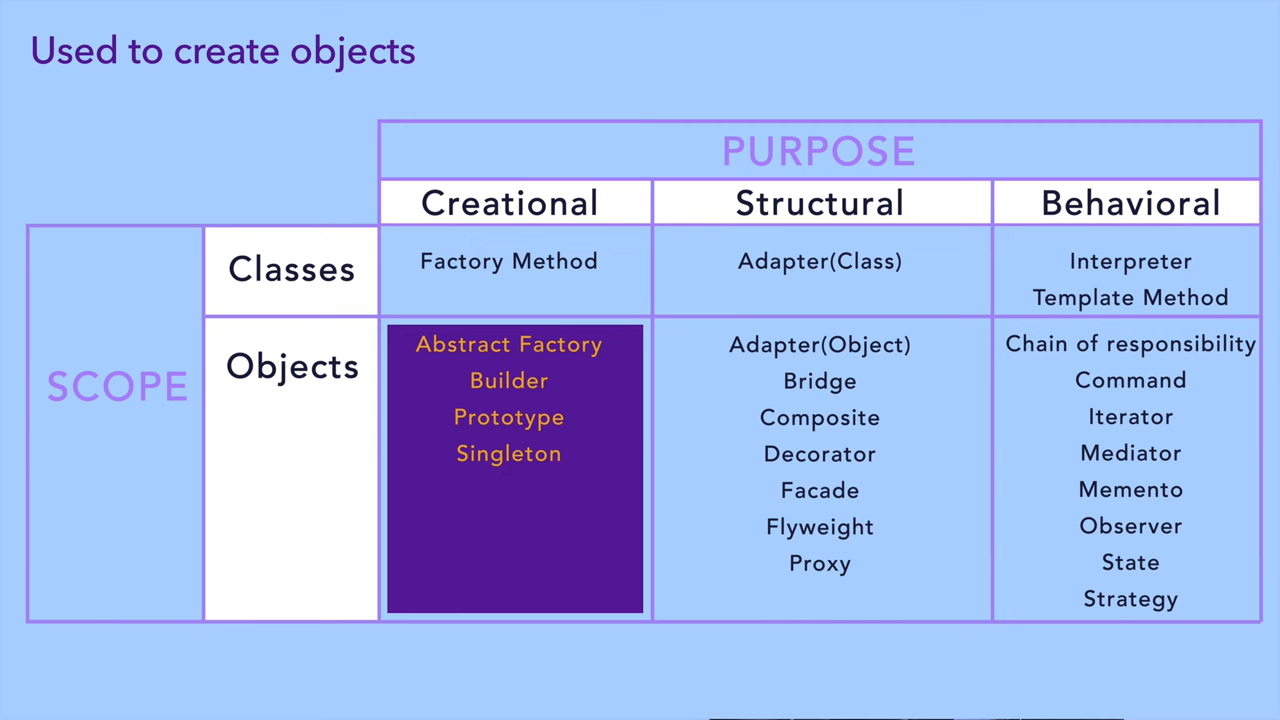 Used to create objects
PURPOSE
Creational Structural Behavioral
SCOPE
Classes
Factory Method
Adapter(Class)
Interpreter
Template Method
Objects
Abstract Factory
Builder
Prototype
Singleton
Adapter(Object)
Bridge
Composite
Decorator
Facade
Flyweight
Proxy
Chain of responsibility
Command
Iterator
Mediator
Memento
Observer
State
Strategy